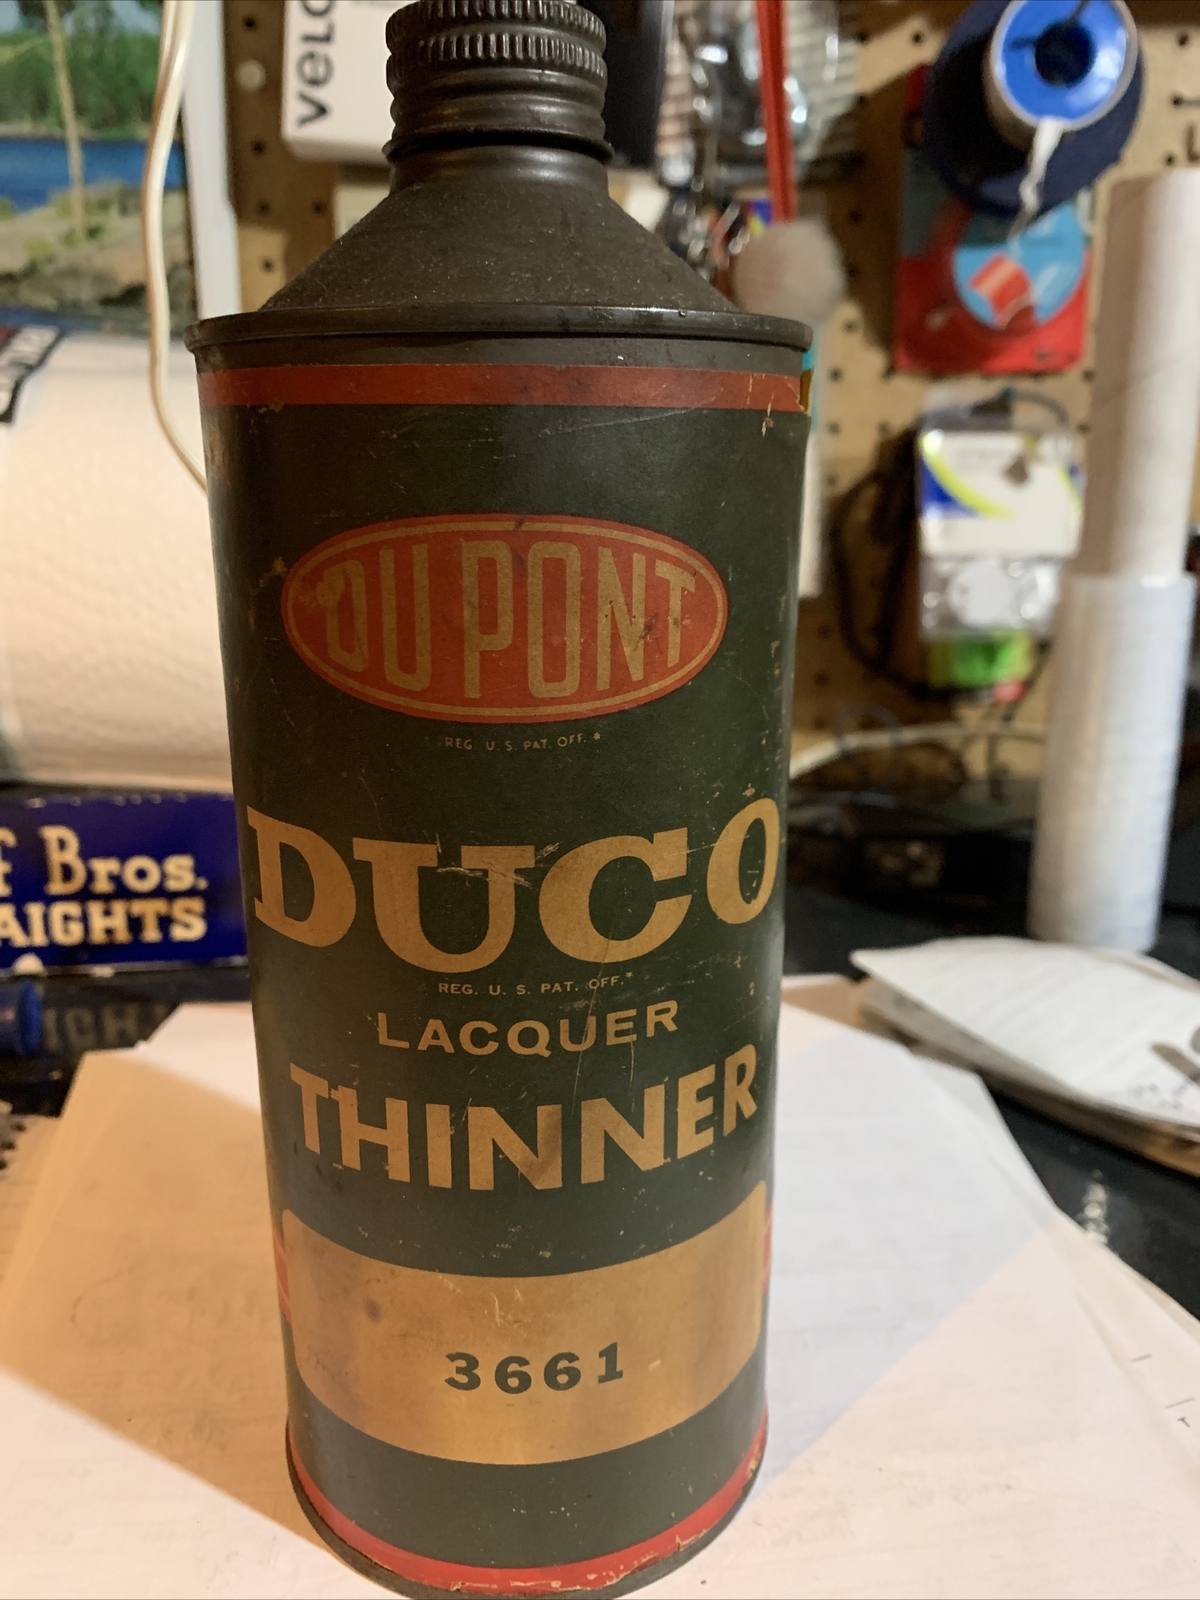 VELO
DU PONT
REG. U. S. PAT. OFF. *
DUCO
REG. U. S. PAT. OFF.*
LACQUER
THINNER
3661
f Bros.
AIGHTS